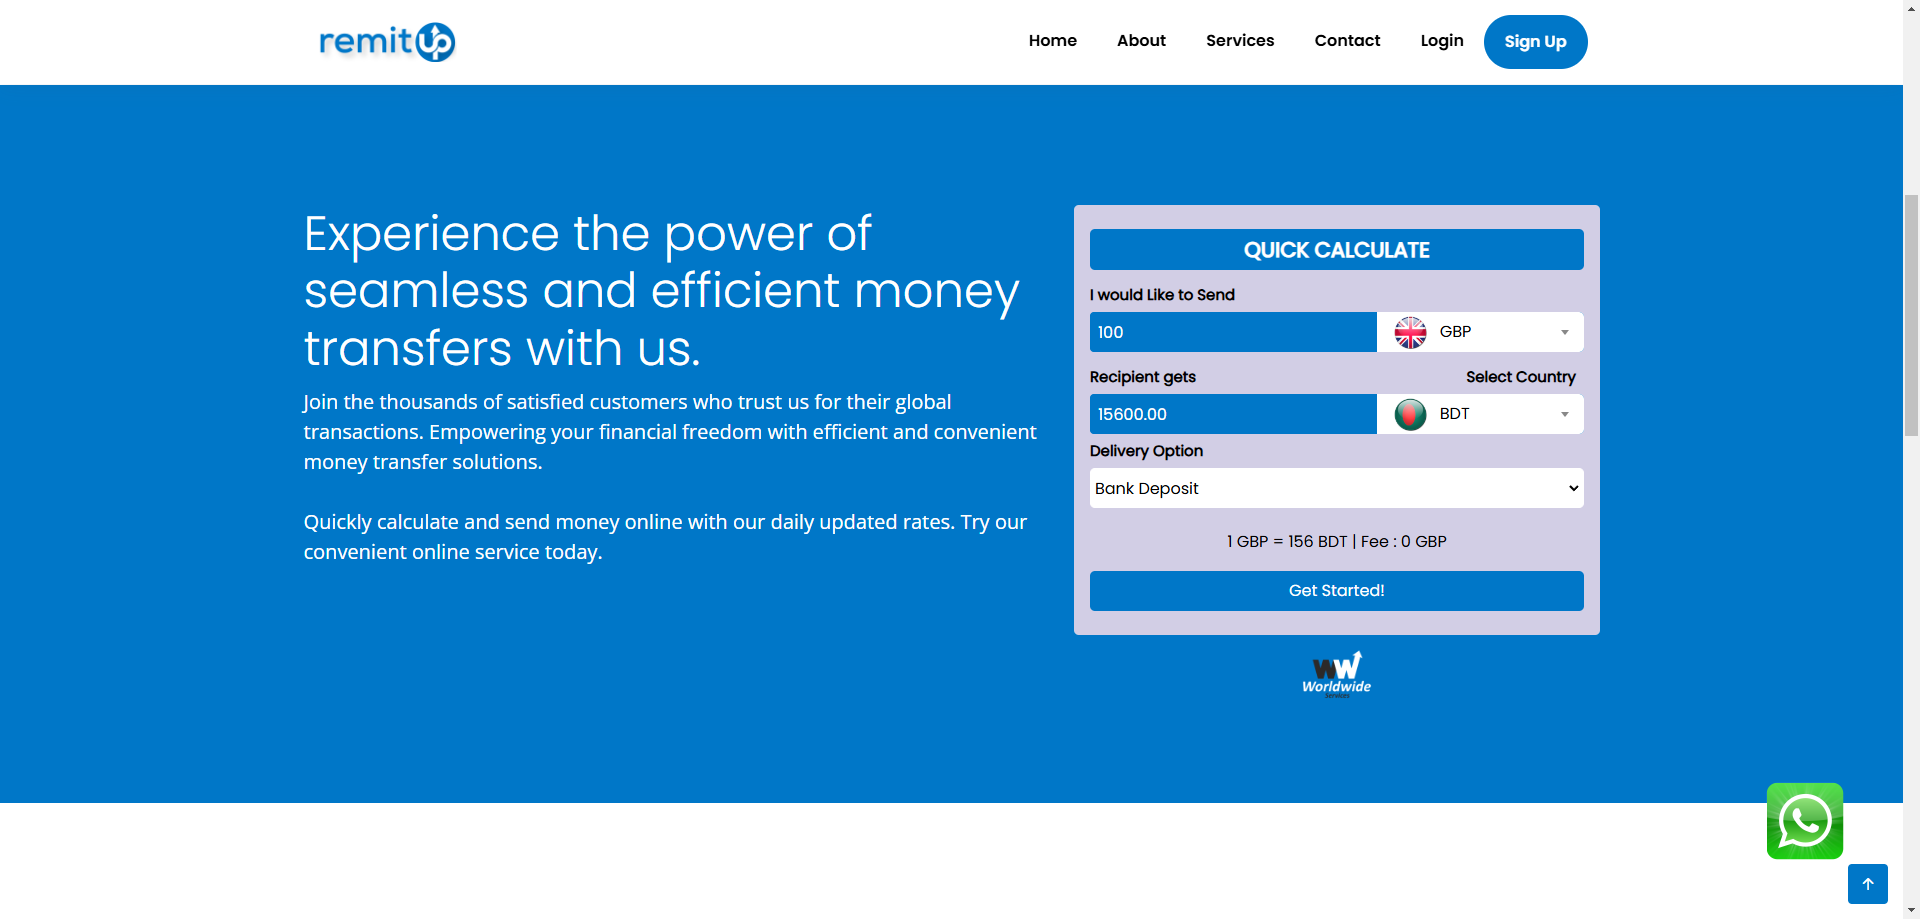 remitup
Home
About
Services
Contact
Login
Sign Up
Experience the power of
seamless and efficient money
transfers with us.
Join the thousands of satisfied customers who trust us for their global
transactions. Empowering your financial freedom with efficient and convenient
money transfer solutions.
Quickly calculate and send money online with our daily updated rates. Try our
convenient online service today.
QUICK CALCULATE
I would Like to Send
100
GBP
Recipient gets
Select Country
15600.00
BDT
Delivery Option
Bank Deposit
1 GBP = 156 BDT | Fee : 0 GBP
Get Started!
WW
Worldwide
Services